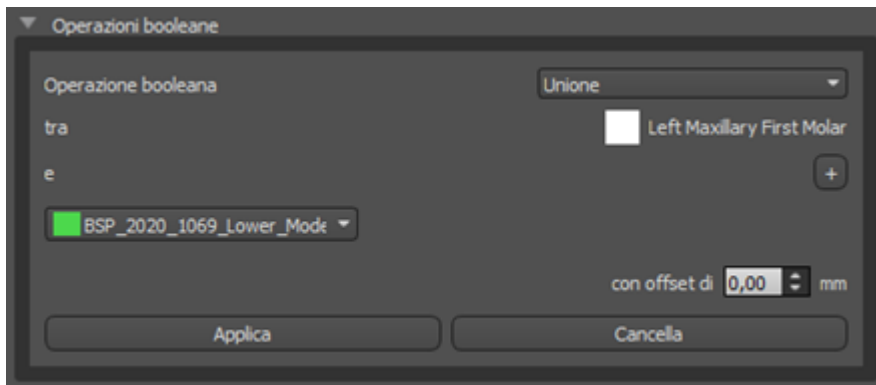 Operazioni booleane
Operazione booleana Unione
tra Left Maxillary First Molar
e +
BSP_2020_1069_Lower_Mode
con offset di 0,00 mm
Applica Cancella